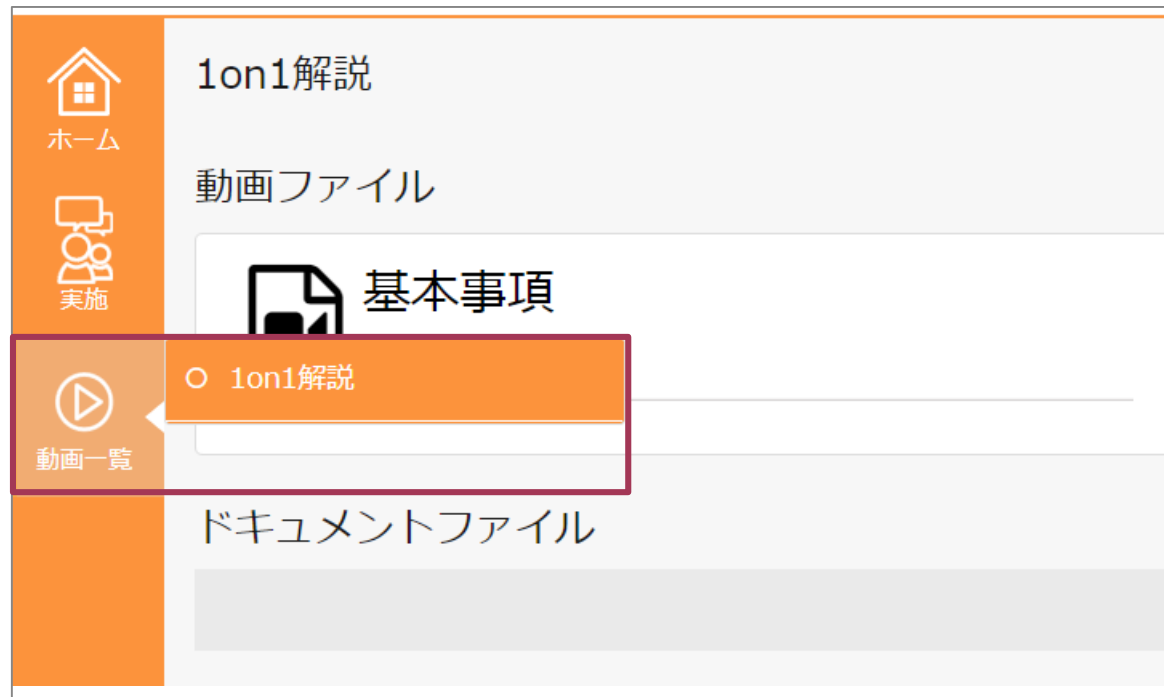 ホーム
実施
動画一覧
1on1解説
動画ファイル
基本事項
1on1解説
ドキュメントファイル